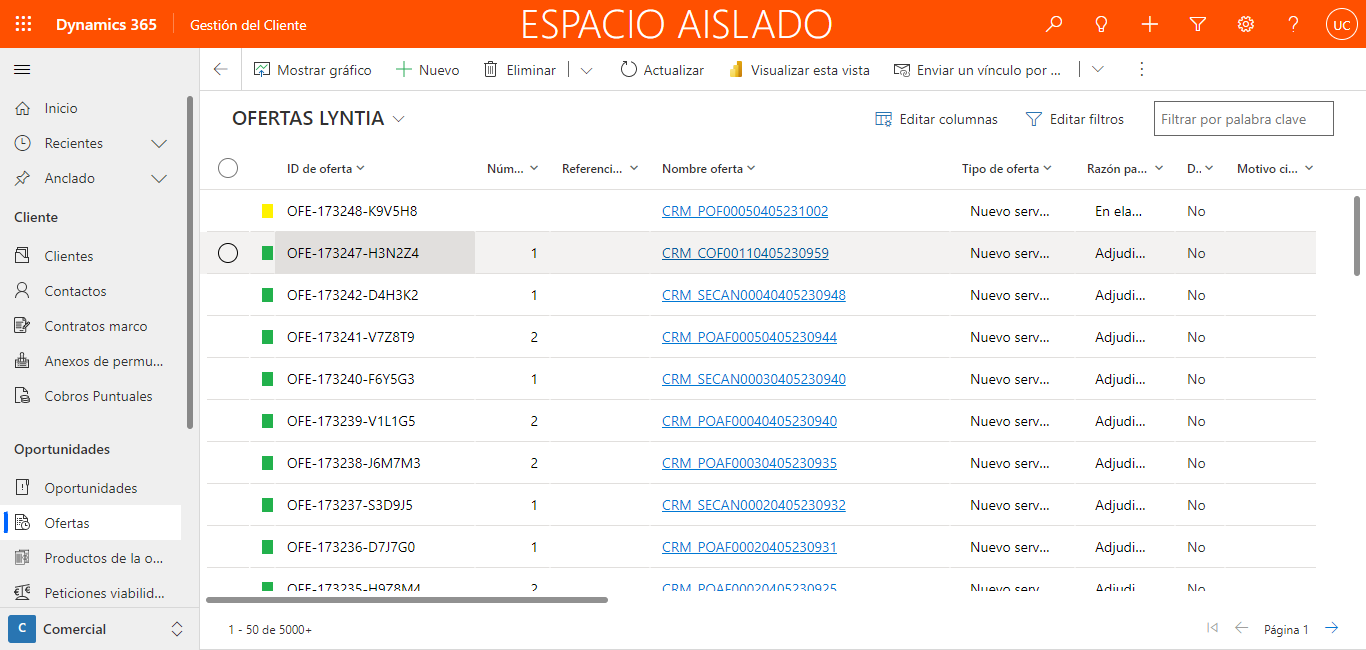 Dynamics 365 Gestión del Cliente ESPACIO AISLADO UC
Mostrar gráfico Nuevo Eliminar Actualizar Visualizar esta vista Enviar un vínculo por ...
Inicio
Recientes
Anclado
Cliente
Clientes
Contactos
Contratos marco
Anexos de permu...
Cobros Puntuales
Oportunidades
Oportunidades
Ofertas
Productos de la o...
Peticiones viabilid...
C Comercial
OFERTAS LYNTIA Editar columnas Editar filtros Filtrar por palabra clave
ID de oferta Núm... Referenci... Nombre oferta Tipo de oferta Razón pa... D.. Motivo ci...
OFE-173248-K9V5H8 CRM_POF00050405231002 Nuevo serv... En ela... No
OFE-173247-H3N2Z4 1 CRM_COF00110405230959 Nuevo serv... Adjudi... No
OFE-173242-D4H3K2 1 CRM_SECAN00040405230948 Nuevo serv... Adjudi... No
OFE-173241-V7Z8T9 2 CRM_POAF00050405230944 Nuevo serv... Adjudi... No
OFE-173240-F6Y5G3 1 CRM_SECAN00030405230940 Nuevo serv... Adjudi... No
OFE-173239-V1L1G5 2 CRM_POAF00040405230940 Nuevo serv... Adjudi... No
OFE-173238-J6M7M3 2 CRM_POAF00030405230935 Nuevo serv... Adjudi... No
OFE-173237-S3D9J5 1 CRM_SECAN00020405230932 Nuevo serv... Adjudi... No
OFE-173236-D7J7G0 1 CRM_POAF00020405230931 Nuevo serv... Adjudi... No
OFE-173235-H9Z8M4 2 CRM_POAF00020405230925 Nuevo serv... Adjudi... No
1 - 50 de 5000+ Página 1